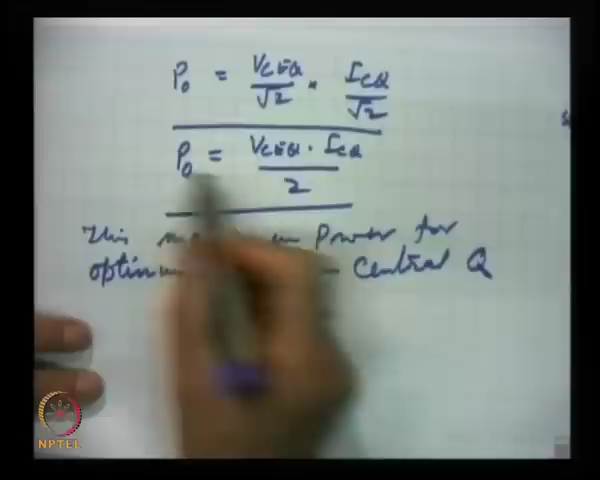 P₀ = VCEQ/√2 · ICQ/√2
P₀ = VCEQ · ICQ / 2
This Power for
central Q
NPTEL